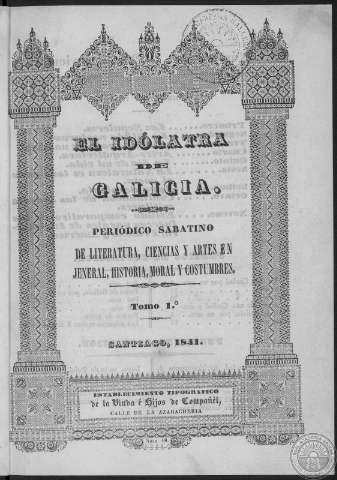 EL IDÓLATRA
DE
GALICIA.
PERIÓDICO SABATINO
DE LITERATURA, CIENCIAS Y ARTES EN
JENERAL, HISTORIA, MORAL Y COSTUMBRES.
Tomo 1.º
SANTIAGO, 1841.
ESTABLECIMIENTO TIPOGRÁFICO
de la Viuda é Hijos de Compañel,
CALLE DE LA AZABACHERIA